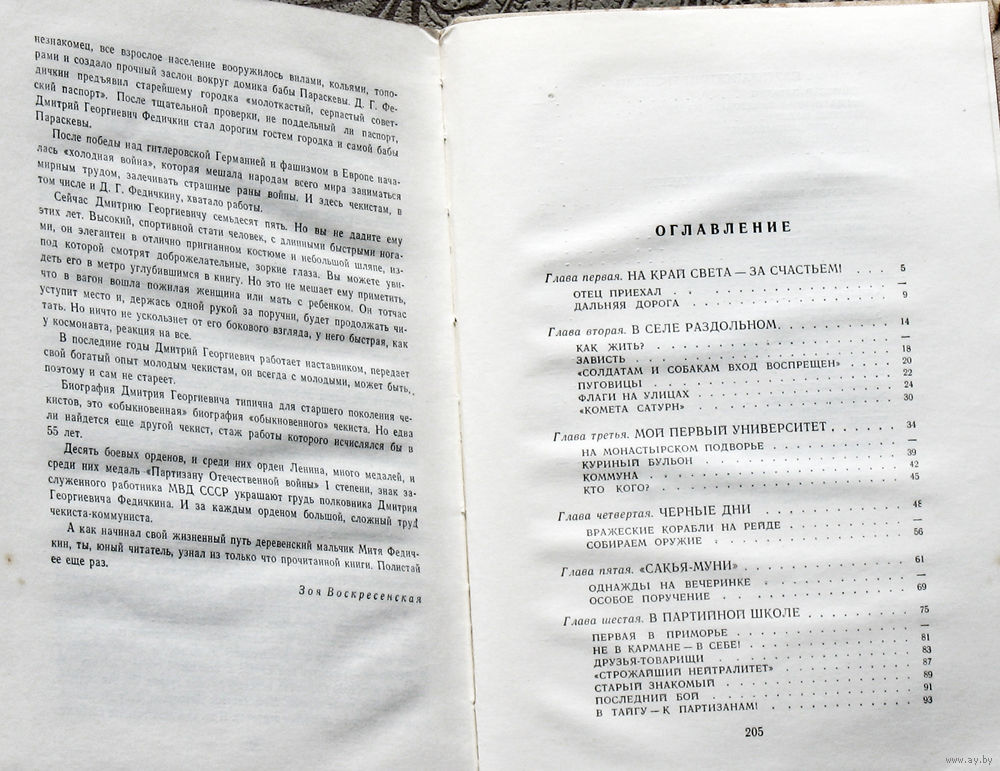 незнакомец, все взрослое население вооружилось вилами, кольями, топо-
рами и создало прочный заслон вокруг домика бабы Параскевы. Д. Г. Фе-
дичкин предъявил старейшему городка «молоткастый, серпастый совет-
ский паспорт». После тщательной проверки, не поддельный ли паспорт,
Дмитрий Георгиевич Федичкин стал дорогим гостем городка и самой бабы
Параскевы.
После победы над гитлеровской Германией и фашизмом в Европе нача-
лась «холодная война», которая мешала народам всего мира заниматься
мирным трудом, залечивать страшные раны войны. И здесь чекистам, в
том числе и Д. Г. Федичкину, хватало работы.
Сейчас Дмитрию Георгиевичу семьдесят пять. Но вы не дадите ему
этих лет. Высокий, спортивной стати человек, с длинными быстрыми нога-
ми, он элегантен в отлично пригнанном костюме и небольшой шляпе, из-
под которой смотрят доброжелательные, зоркие глаза. Вы можете уви-
деть его в метро углубившимся в книгу. Но это не мешает ему приметить,
что в вагон вошла пожилая женщина или мать с ребенком. Он тотчас
уступит место и, держась одной рукой за поручни, будет продолжать чи-
тать. Но ничто не ускользнет от его бокового взгляда, у него быстрая, как
у космонавта, реакция на все.
В последние годы Дмитрий Георгиевич работает наставником, передает
свой богатый опыт молодым чекистам, он всегда с молодыми, может быть,
поэтому и сам не стареет.
Биография Дмитрия Георгиевича типична для старшего поколения че-
кистов, это «обыкновенная» биография «обыкновенного» чекиста. Но едва
ли найдется еще другой чекист, стаж работы которого исчислялся бы в
55 лет.
Десять боевых орденов, и среди них орден Ленина, много медалей, и
среди них медаль «Партизану Отечественной войны» I степени, знак за-
служенного работника МВД СССР украшают грудь полковника Дмитрия
Георгиевича Федичкина. И за каждым орденом большой, сложный труд
чекиста-коммуниста.
А как начинал свой жизненный путь деревенский мальчик Митя Федич-
кин, ты, юный читатель, узнал из только что прочитанной книги. Полистай
ее еще раз.
Зоя Воскресенская
ОГЛАВЛЕНИЕ
Глава первая. НА КРАЙ СВЕТА — ЗА СЧАСТЬЕМ! . . . 5
ОТЕЦ ПРИЕХАЛ . . . —
ДАЛЬНЯЯ ДОРОГА . . . 9
Глава вторая. В СЕЛЕ РАЗДОЛЬНОМ. . . . 14
КАК ЖИТЬ? . . . —
ЗАВИСТЬ . . . 18
«СОЛДАТАМ И СОБАКАМ ВХОД ВОСПРЕЩЕН» . . . 20
ПУГОВИЦЫ . . . 22
ФЛАГИ НА УЛИЦАХ . . . 24
«КОМЕТА САТУРН» . . . 30
Глава третья. МОЙ ПЕРВЫЙ УНИВЕРСИТЕТ . . . 34
НА МОНАСТЫРСКОМ ПОДВОРЬЕ . . . —
КУРИНЫЙ БУЛЬОН . . . 39
КОММУНА . . . 42
КТО КОГО? . . . 45
Глава четвертая. ЧЕРНЫЕ ДНИ . . . 48
ВРАЖЕСКИЕ КОРАБЛИ НА РЕЙДЕ . . . —
СОБИРАЕМ ОРУЖИЕ . . . 56
Глава пятая. «САКЬЯ-МУНИ» . . . 61
ОДНАЖДЫ НА ВЕЧЕРИНКЕ . . . —
ОСОБОЕ ПОРУЧЕНИЕ . . . 69
Глава шестая. В ПАРТИЙНОЙ ШКОЛЕ . . . 75
ПЕРВАЯ В ПРИМОРЬЕ . . . —
НЕ В КАРМАНЕ — В СЕБЕ! . . . 81
ДРУЗЬЯ-ТОВАРИЩИ . . . 83
«СТРОЖАЙШИЙ НЕЙТРАЛИТЕТ» . . . 87
СТАРЫЙ ЗНАКОМЫЙ . . . 89
ПОСЛЕДНИЙ БОЙ . . . 91
В ТАЙГУ — К ПАРТИЗАНАМ! . . . 93
205
www.ay.by